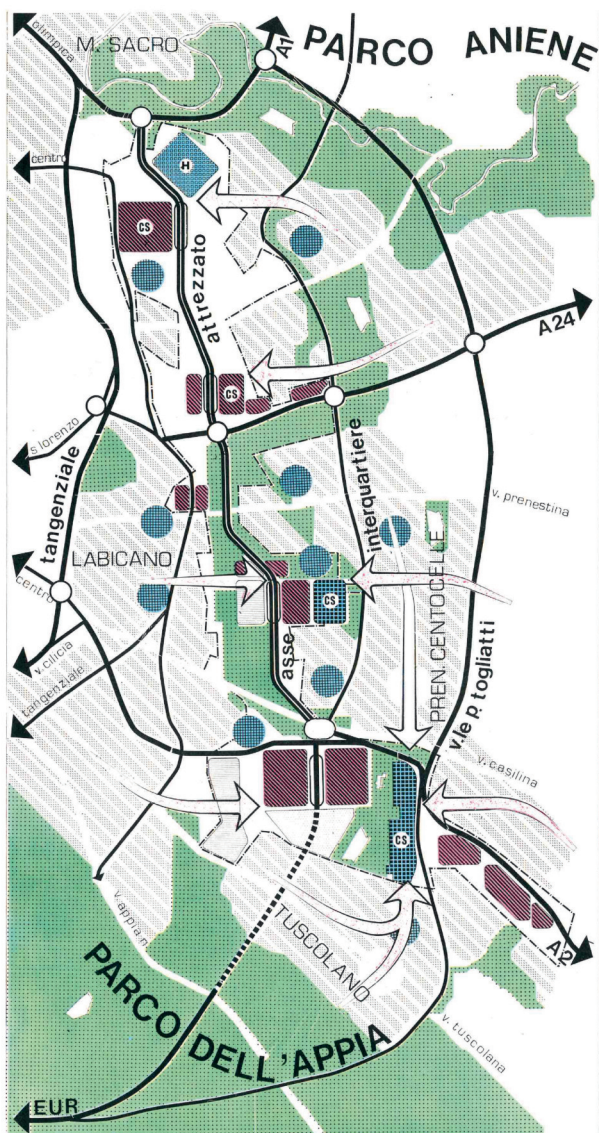 olimpica
M. SACRO
A1
PARCO ANIENE
centro
H
CS
attrezzato
A24
CS
s.lorenzo
tangenziale
interquartiere
v. prenestina
LABICANO
centro
CS
asse
PREN. CENTOCELLE
v.le p. togliatti
v. cilicia
tangenziale
v. casilina
CS
v. appia n.
TUSCOLANO
A2
PARCO DELL'APPIA
v. tuscolana
EUR